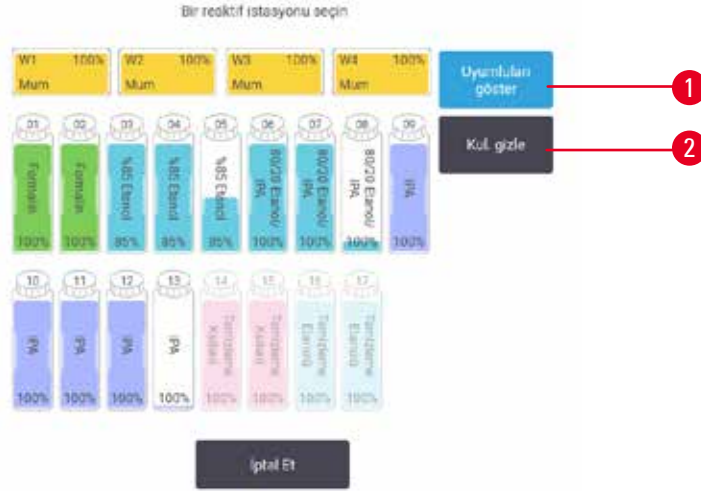 Bir reaktif istasyonu seçin
W1 100% W2 100% W3 100% W4 100%
Mum Mum Mum Mum
Uyumluları
göster
1
Kul. gizle
2
01 02 03 04 05 06 07 08 09
Formalin Formalin %85 Etanol %85 Etanol %85 Etanol 80/20 Etanol/ IPA 80/20 Etanol/ IPA 80/20 Etanol/ IPA IPA
100% 100% 85% 85% 85% 100% 100% 100% 100%
10 11 12 13 14 15 16 17
IPA IPA IPA IPA Temizleme Ksileni Temizleme Ksileni Temizleme Etanolü Temizleme Etanolü
100% 100% 100% 100% 100% 100% 100% 100%
İptal Et